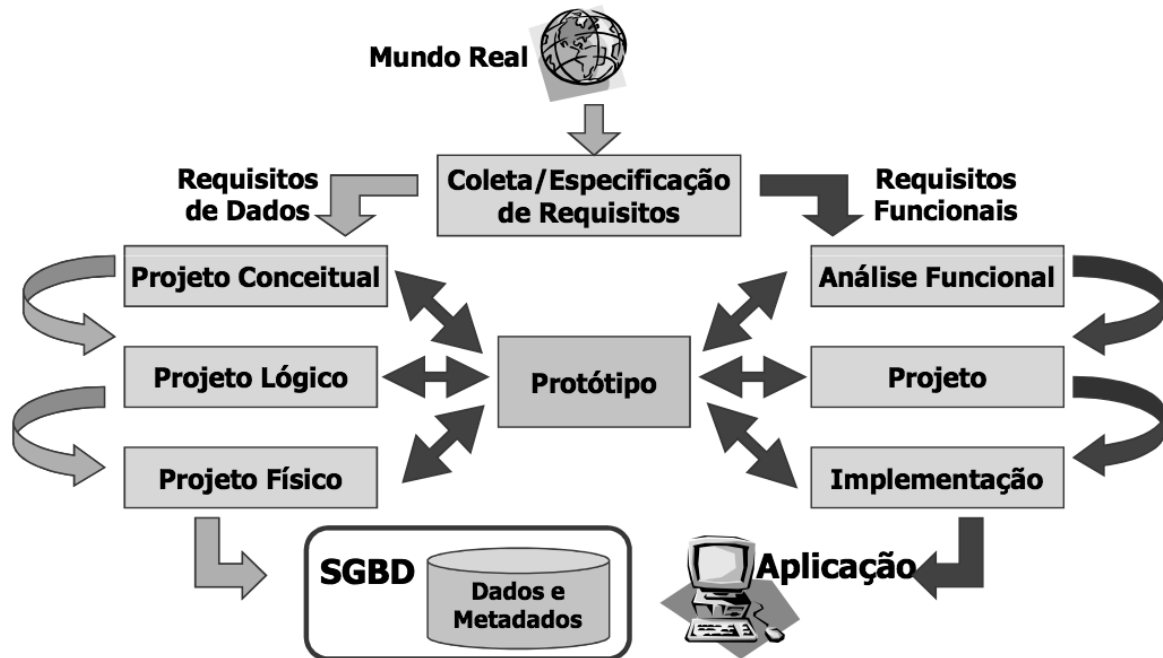 Mundo Real
Requisitos
de Dados
Coleta/Especificação
de Requisitos
Requisitos
Funcionais
Projeto Conceitual
Análise Funcional
Projeto Lógico
Protótipo
Projeto
Projeto Físico
Implementação
SGBD
Dados e
Metadados
Aplicação